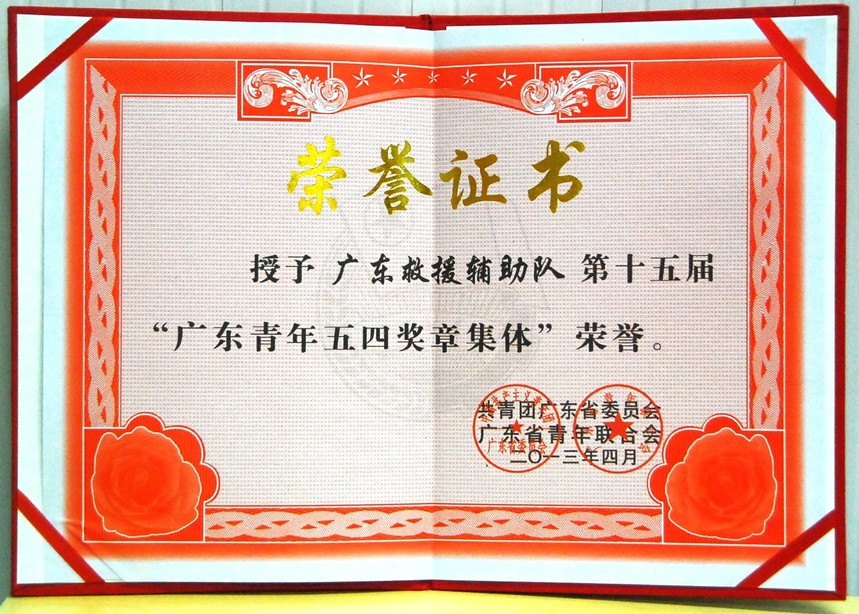 荣誉证书
授予 广东救援辅助队 第十五届
“广东青年五四奖章集体”荣誉。
共青团广东省委员会
广东省青年联合会
二〇一三年四月